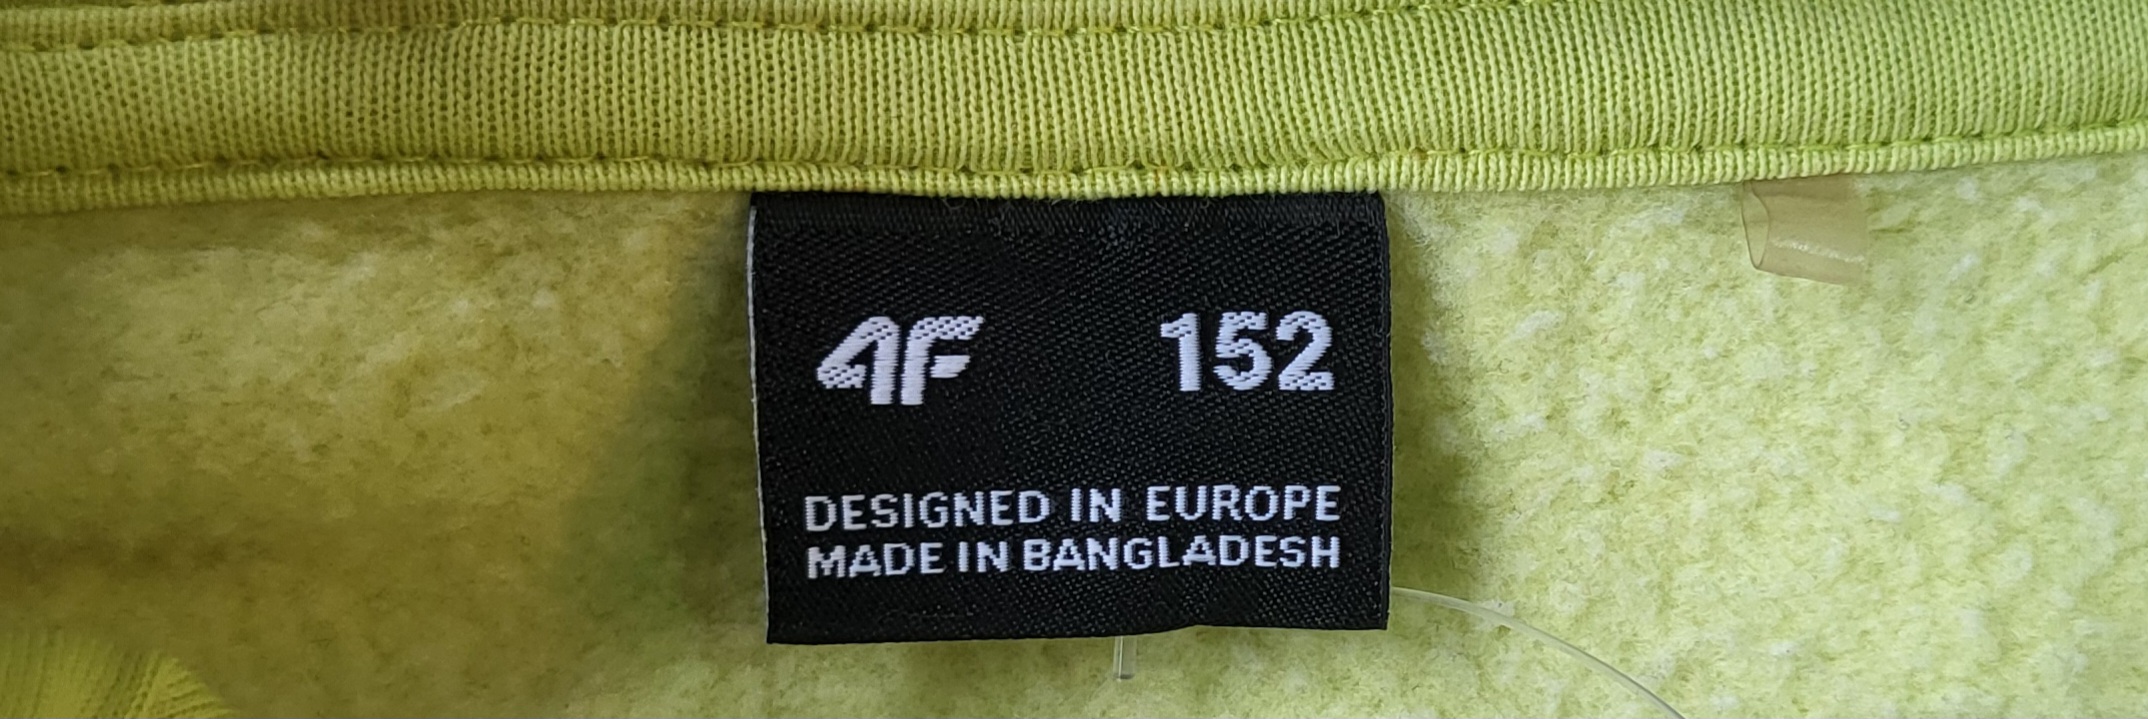 4F 152
DESIGNED IN EUROPE
MADE IN BANGLADESH